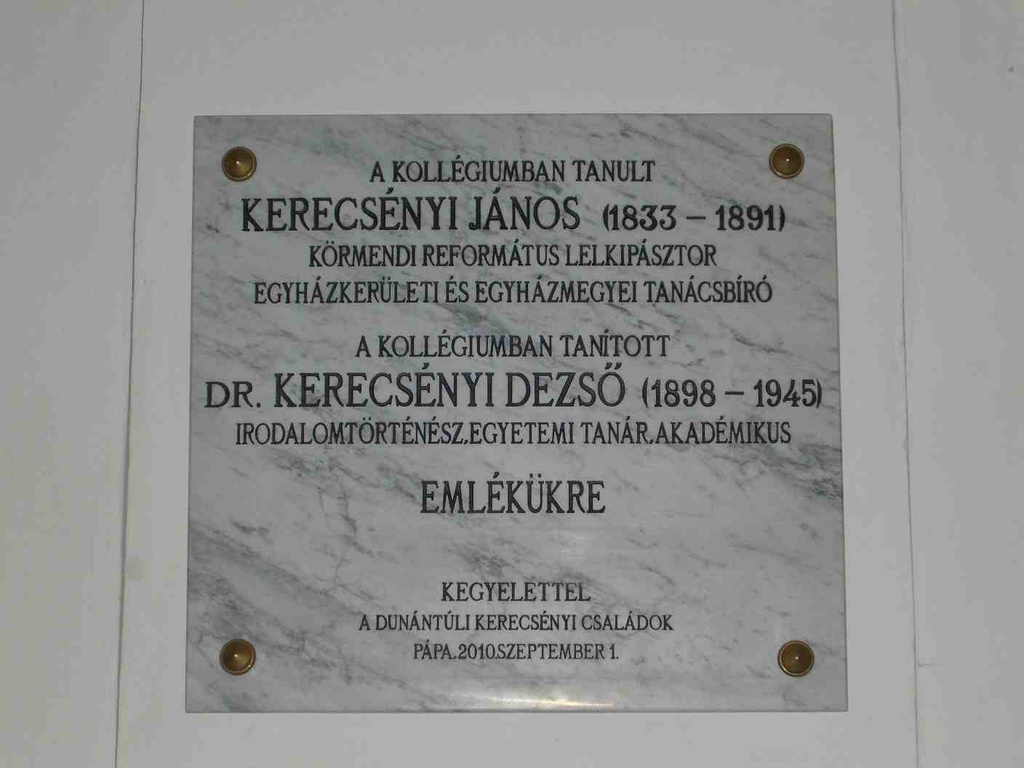 A KOLLÉGIUMBAN TANULT
KERECSÉNYI JÁNOS (1833 – 1891)
KÖRMENDI REFORMÁTUS LELKIPÁSZTOR
EGYHÁZKERÜLETI ÉS EGYHÁZMEGYEI TANÁCSBÍRÓ
A KOLLÉGIUMBAN TANÍTOTT
DR. KERECSÉNYI DEZSŐ (1898 – 1945)
IRODALOMTÖRTÉNÉSZ,EGYETEMI TANÁR,AKADÉMIKUS
EMLÉKÜKRE
KEGYELETTEL
A DUNÁNTÚLI KERECSÉNYI CSALÁDOK
PÁPA,2010.SZEPTEMBER 1.